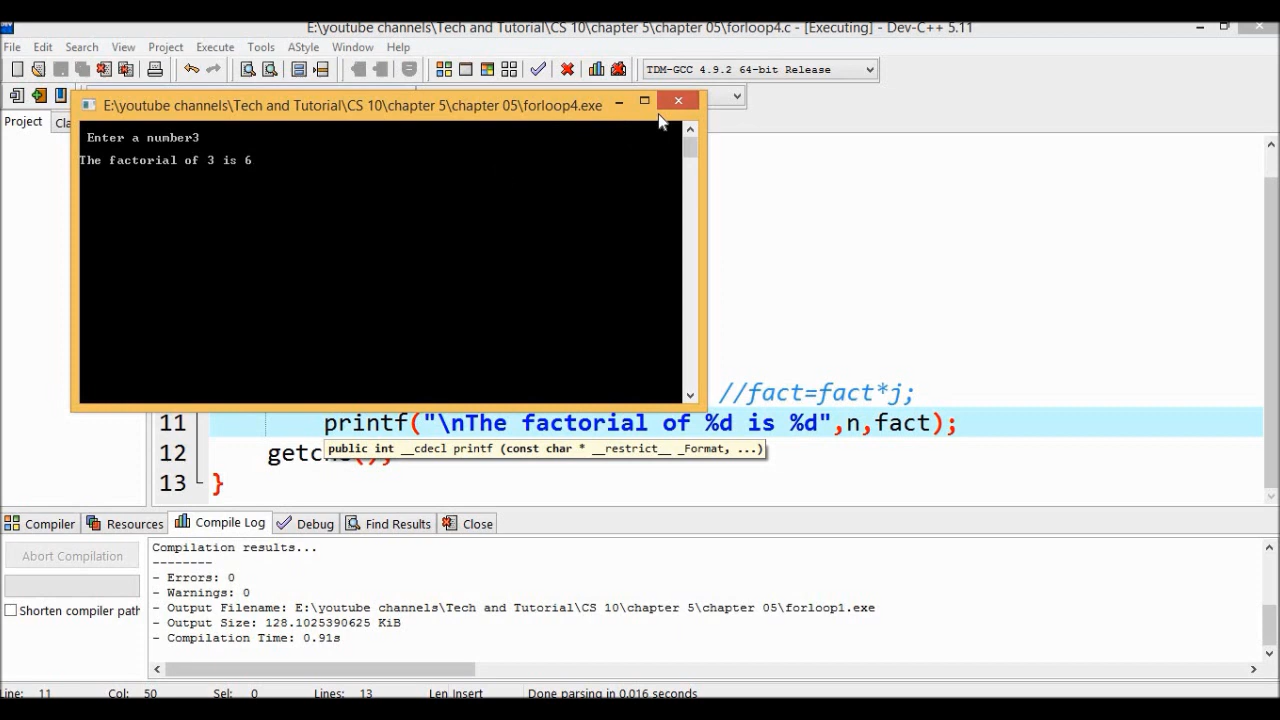 E:\youtube channels\Tech and Tutorial\CS 10\chapter 5\chapter 05\forloop4.c - [Executing] - Dev-C++ 5.11
File Edit Search View Project Execute Tools AStyle Window Help
TDM-GCC 4.9.2 64-bit Release
E:\youtube channels\Tech and Tutorial\CS 10\chapter 5\chapter 05\forloop4.exe
Project
Enter a number3
The factorial of 3 is 6
//fact=fact*j;
11 printf("\nThe factorial of %d is %d",n,fact);
public int __cdecl printf (const char * __restrict__ _Format, ...)
12
13 }
Compiler Resources Compile Log Debug Find Results Close
Abort Compilation
Shorten compiler path
Compilation results...
--------
- Errors: 0
- Warnings: 0
- Output Filename: E:\youtube channels\Tech and Tutorial\CS 10\chapter 5\chapter 05\forloop1.exe
- Output Size: 128.1025390625 KiB
- Compilation Time: 0.91s
Line: 11 Col: 50 Sel: 0 Lines: 13 Len Insert Done parsing in 0.016 seconds